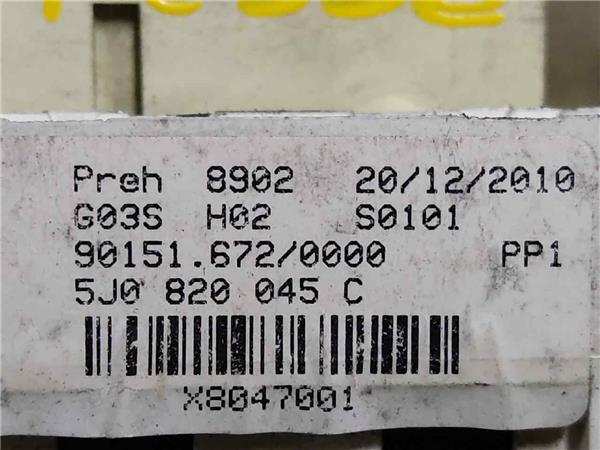 Preh 8902 20/12/2010
G03S H02 S0101
90151.672/0000 PP1
5J0 820 045 C
X8047001